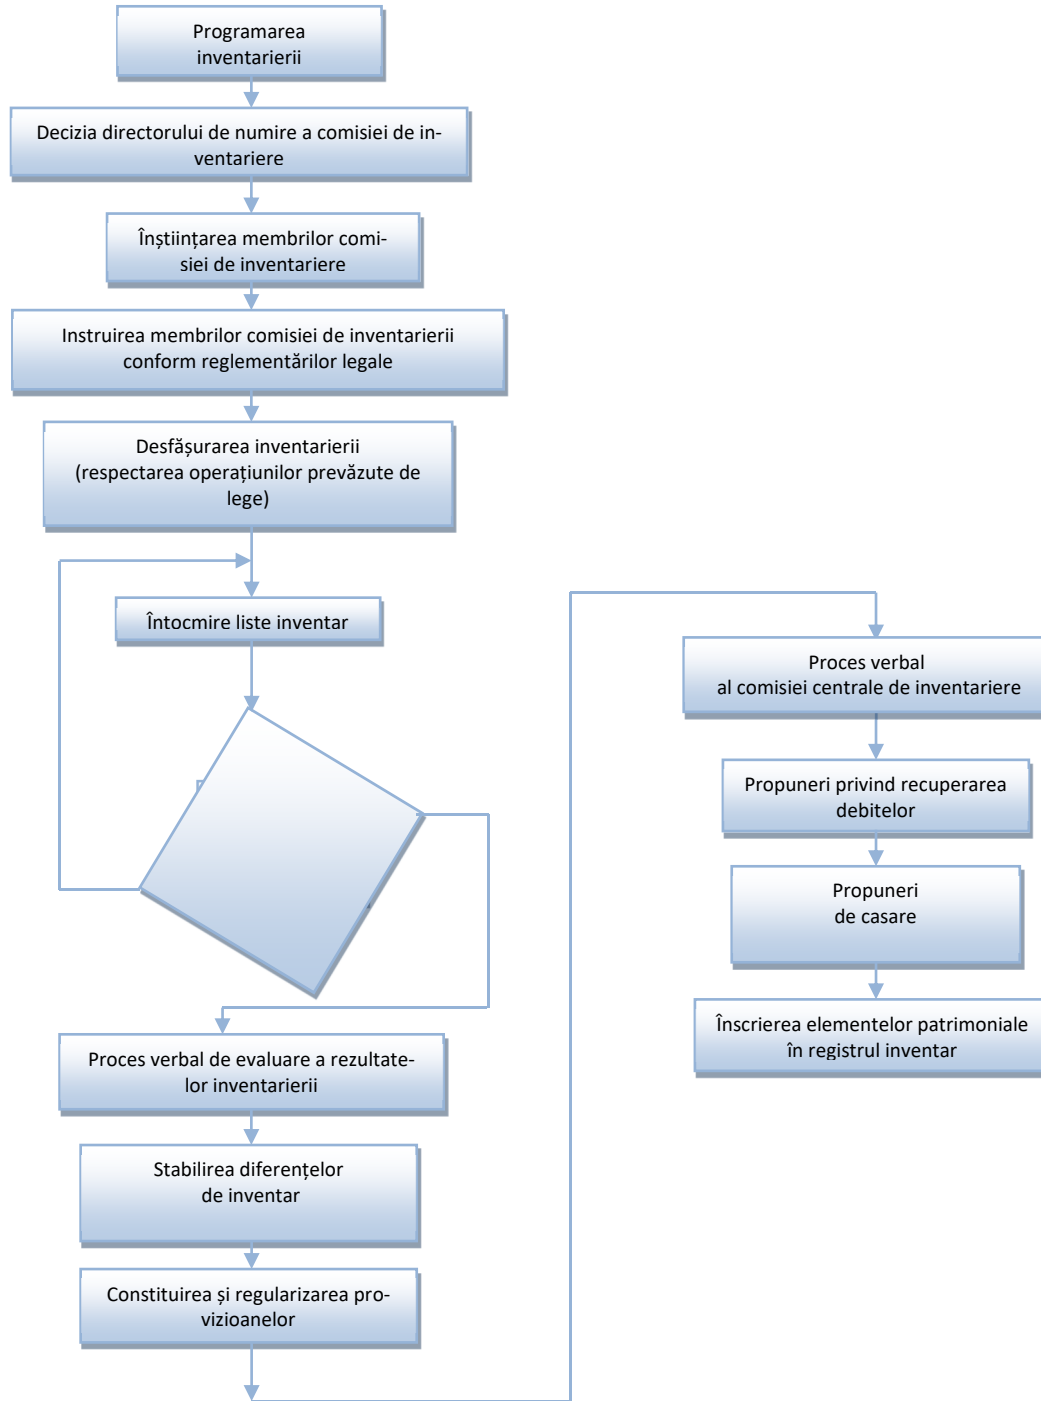 Programarea
inventarierii
Decizia directorului de numire a comisiei de in-
ventariere
Înștiințarea membrilor comi-
siei de inventariere
Instruirea membrilor comisiei de inventarierii
conform reglementărilor legale
Desfășurarea inventarierii
(respectarea operațiunilor prevăzute de
lege)
Întocmire liste inventar
Proces verbal de evaluare a rezultate-
lor inventarierii
Stabilirea diferențelor
de inventar
Constituirea și regularizarea pro-
vizioanelor
Proces verbal
al comisiei centrale de inventariere
Propuneri privind recuperarea
debitelor
Propuneri
de casare
Înscrierea elementelor patrimoniale
în registrul inventar